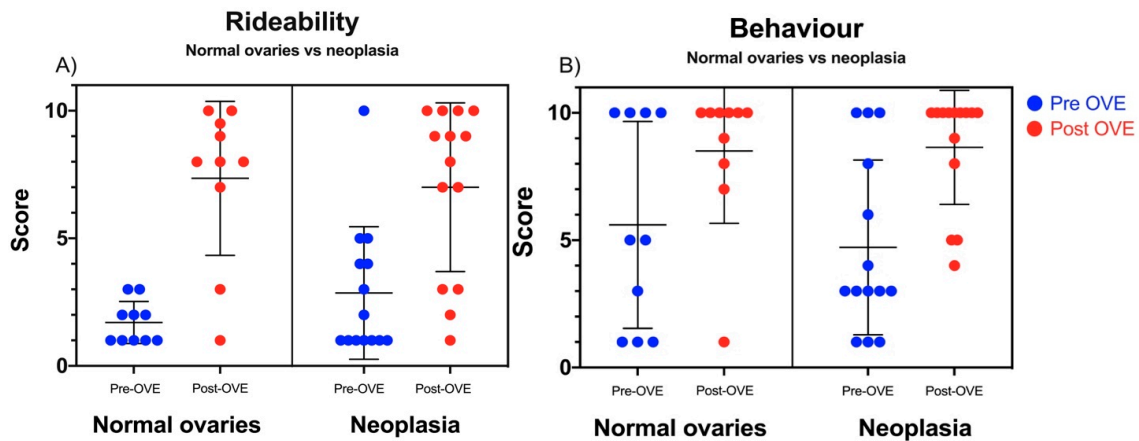 Rideability
Normal ovaries vs neoplasia
A)
10
5
0
Score
Pre-OVE
Post-OVE
Pre-OVE
Post-OVE
Normal ovaries
Neoplasia
Behaviour
Normal ovaries vs neoplasia
B)
10
5
0
Score
Pre-OVE
Post-OVE
Pre-OVE
Post-OVE
Normal ovaries
Neoplasia
Pre OVE
Post OVE